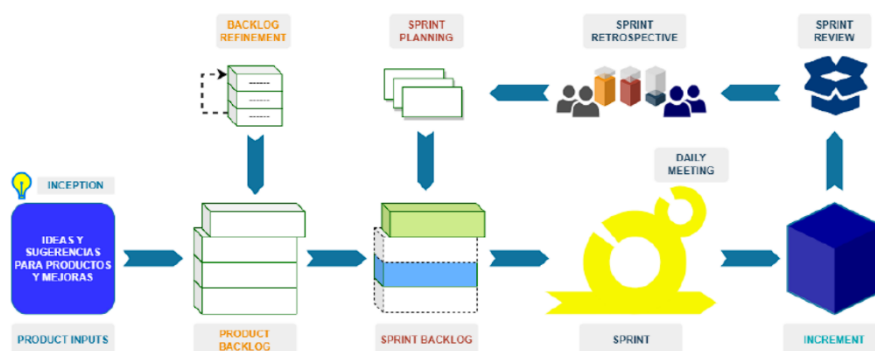 BACKLOG
REFINEMENT
SPRINT
PLANNING
SPRINT
RETROSPECTIVE
SPRINT
REVIEW
DAILY
MEETING
INCEPTION
IDEAS Y
SUGERENCIAS
PARA PRODUCTOS
Y MEJORAS
PRODUCT INPUTS
PRODUCT
BACKLOG
SPRINT BACKLOG
SPRINT
INCREMENT